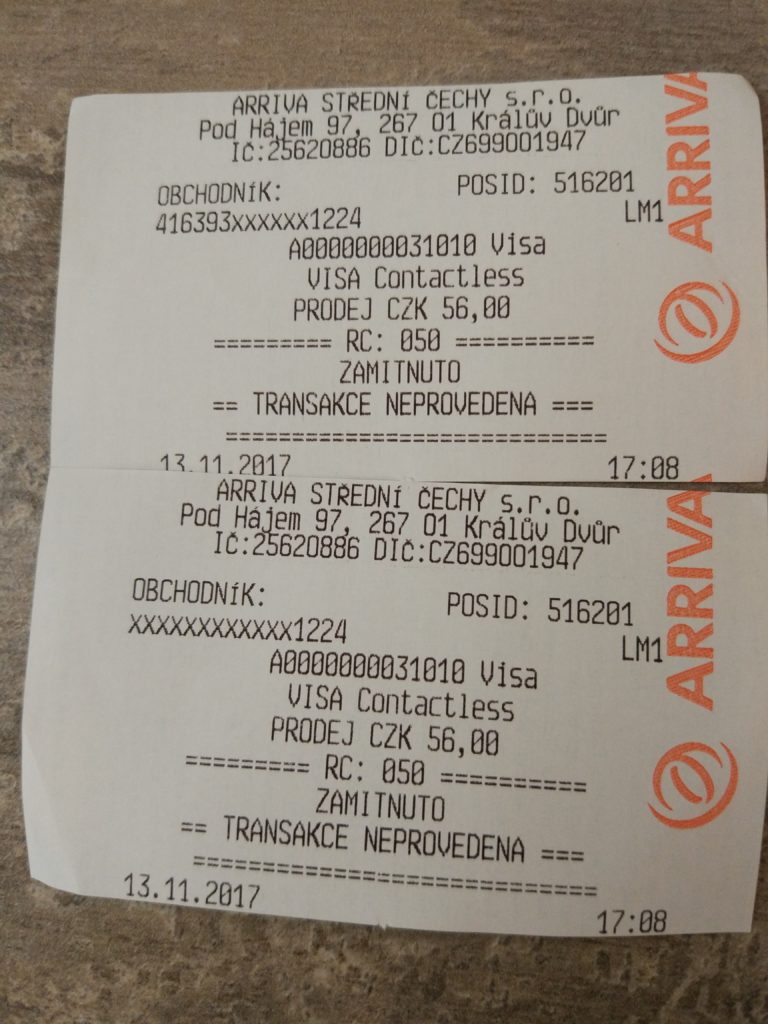 ARRIVA STŘEDNí ČECHY s.r.o.
Pod Hájem 97, 267 01 Králův Dvůr
IČ:25620886 DIČ:CZ699001947
OBCHODNíK: POSID: 516201
416393xxxxxx1224 LM1
A0000000031010 Visa
VISA Contactless
PRODEJ CZK 56,00
========= RC: 050 ==========
ZAMITNUTO
== TRANSAKCE NEPROVEDENA ===
=============================
13.11.2017 17:08
ARRIVA
ARRIVA STŘEDNí ČECHY s.r.o.
Pod Hájem 97, 267 01 Králův Dvůr
IČ:25620886 DIČ:CZ699001947
OBCHODNíK: POSID: 516201
XXXXXXXXXXXX1224 LM1
A0000000031010 Visa
VISA Contactless
PRODEJ CZK 56,00
========= RC: 050 ==========
ZAMITNUTO
== TRANSAKCE NEPROVEDENA ===
=============================
13.11.2017 17:08
ARRIVA